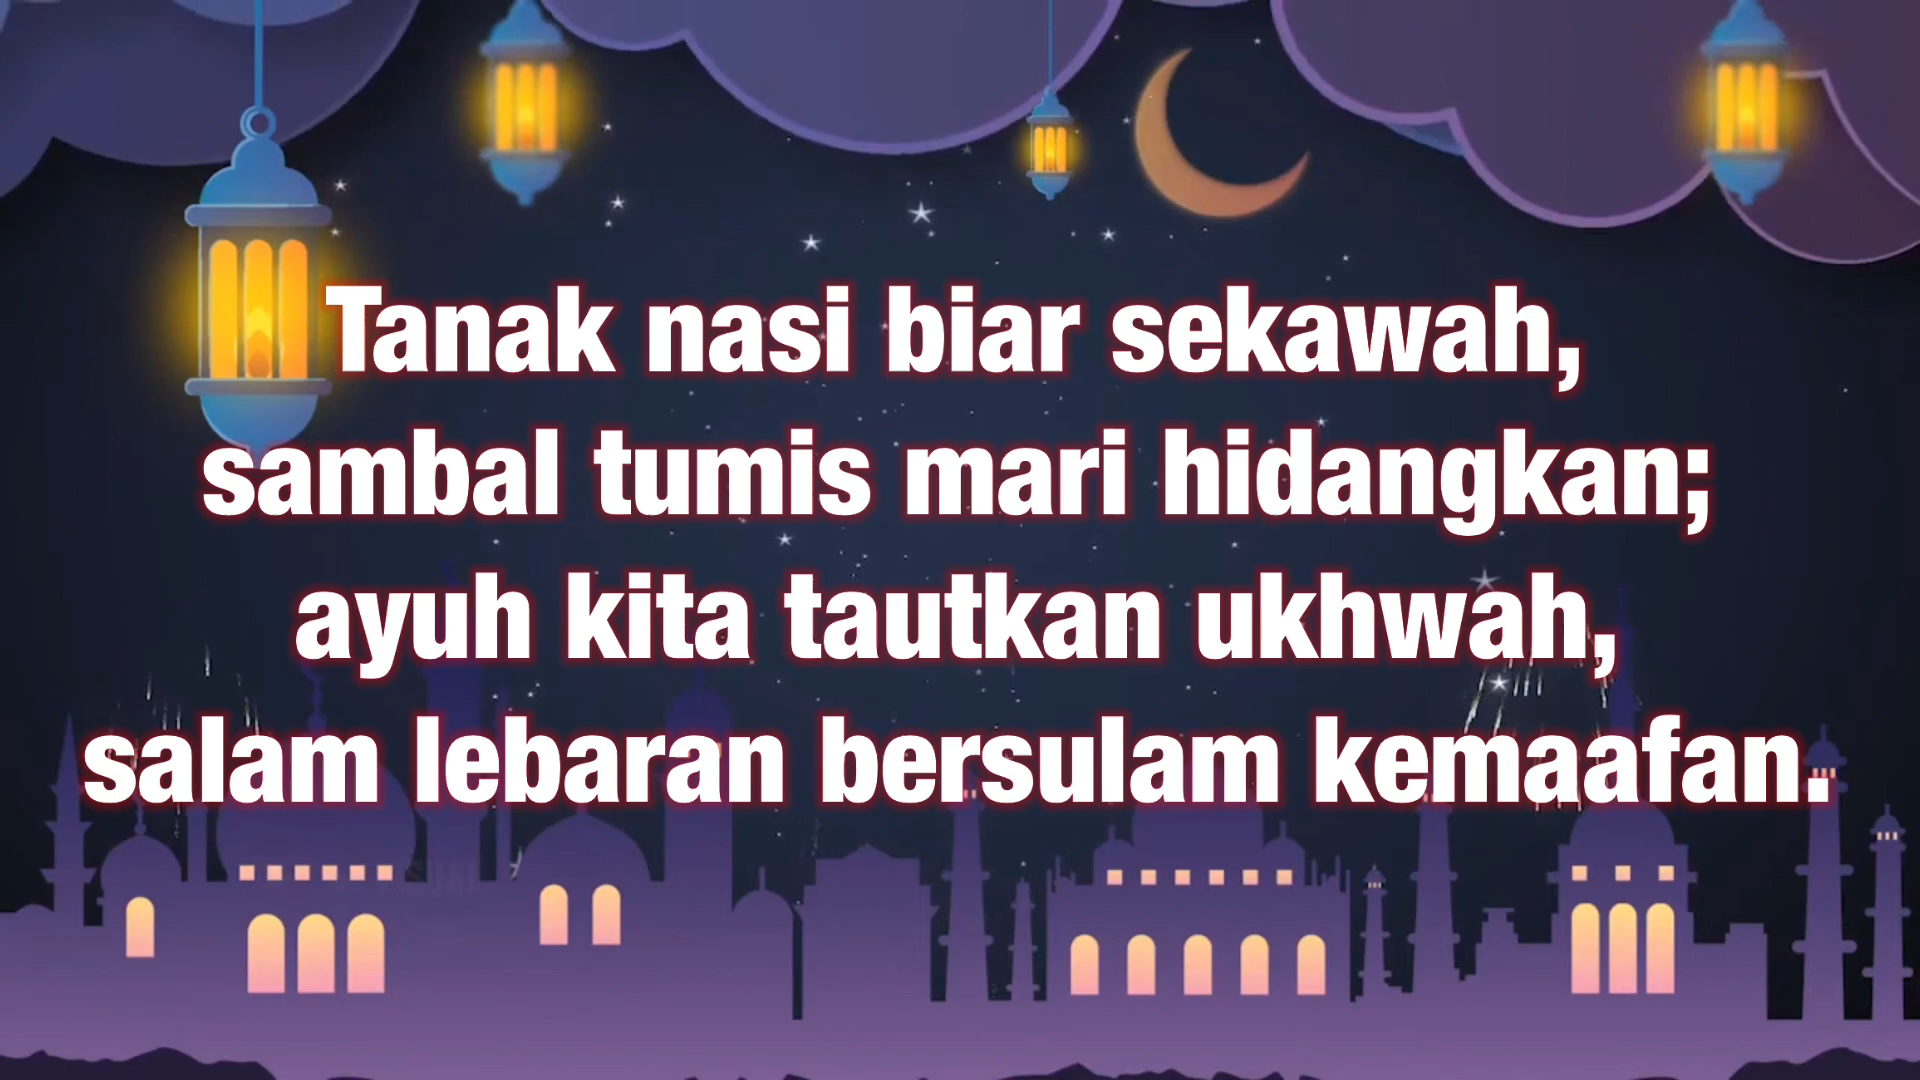 Tanak nasi biar sekawah,
sambal tumis mari hidangkan;
ayuh kita tautkan ukhwah,
salam lebaran bersulam kemaafan.